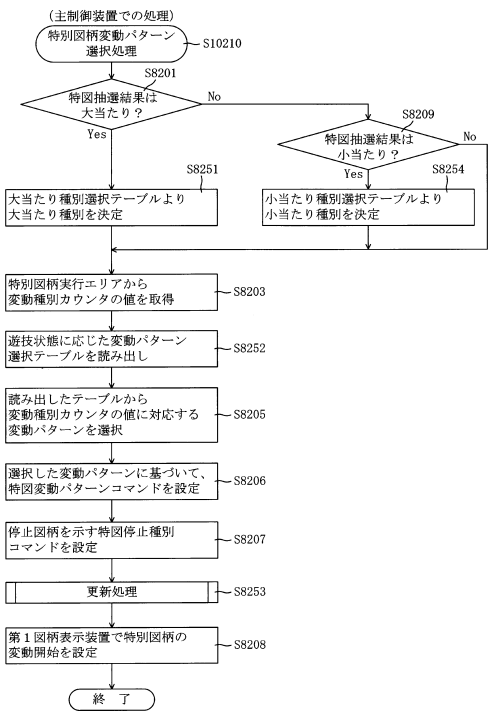 (主制御装置での処理)
特別図柄変動パターン
選択処理
S10210
S8201
特図抽選結果は
大当たり？
No
Yes
S8209
特図抽選結果は
小当たり？
No
Yes
S8251
大当たり種別選択テーブルより
大当たり種別を決定
S8254
小当たり種別選択テーブルより
小当たり種別を決定
特別図柄実行エリアから
変動種別カウンタの値を取得
S8203
遊技状態に応じた変動パターン
選択テーブルを読み出し
S8252
読み出したテーブルから
変動種別カウンタの値に対応する
変動パターンを選択
S8205
選択した変動パターンに基づいて、
特図変動パターンコマンドを設定
S8206
停止図柄を示す特図停止種別
コマンドを設定
S8207
更新処理
S8253
第１図柄表示装置で特別図柄の
変動開始を設定
S8208
終 了